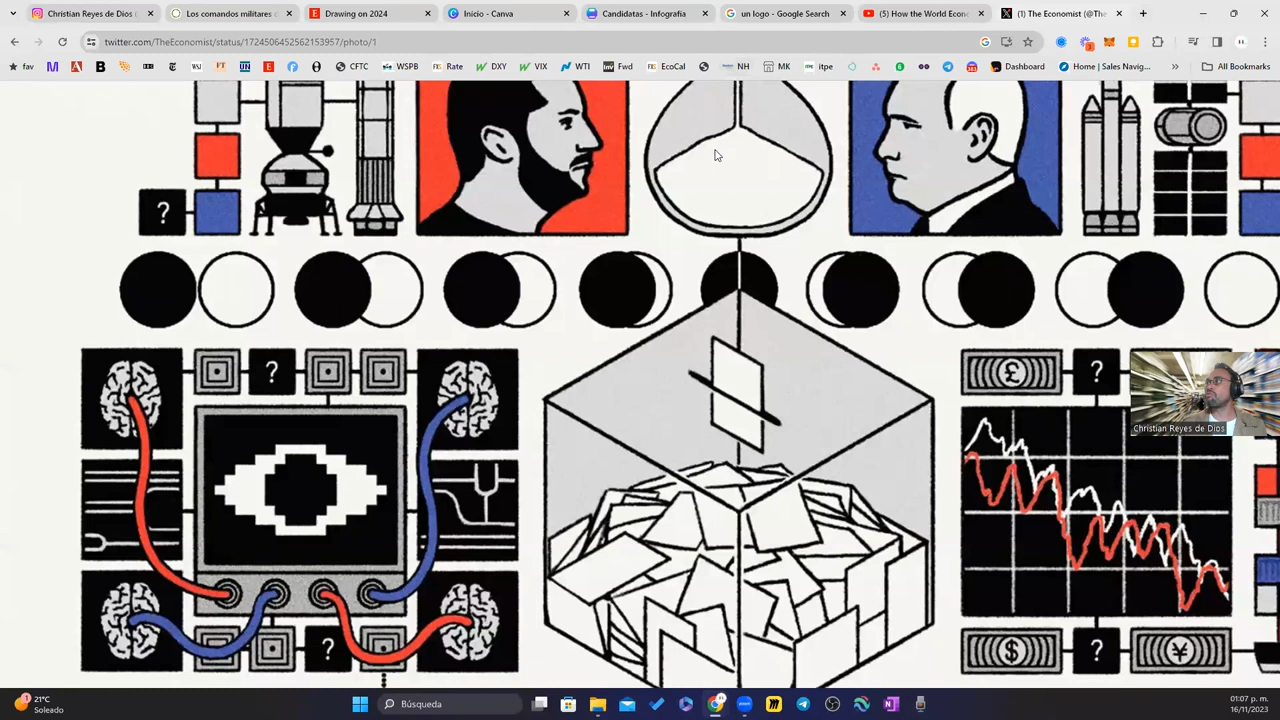 Instagram (@Christian Reyes de Dios
Los comandos militares c
Drawing on 2024
Inicio - Canva
Candidatas - Infografía
un logo - Google Search
(5) How the World Econ
(1) The Economist (@The
twitter.com/TheEconomist/status/1724506452562153957/photo/1
fav
CFTC
WSPB
Rate
DXY
VIX
WTI
Fwd
EcoCal
NH
MK
itpe
Dashboard
Home | Sales Navig...
All Bookmarks
?
?
£
?
Christian Reyes de Dios
?
$
?
¥
21°C
Soleado
Búsqueda
01:07 p. m.
16/11/2023